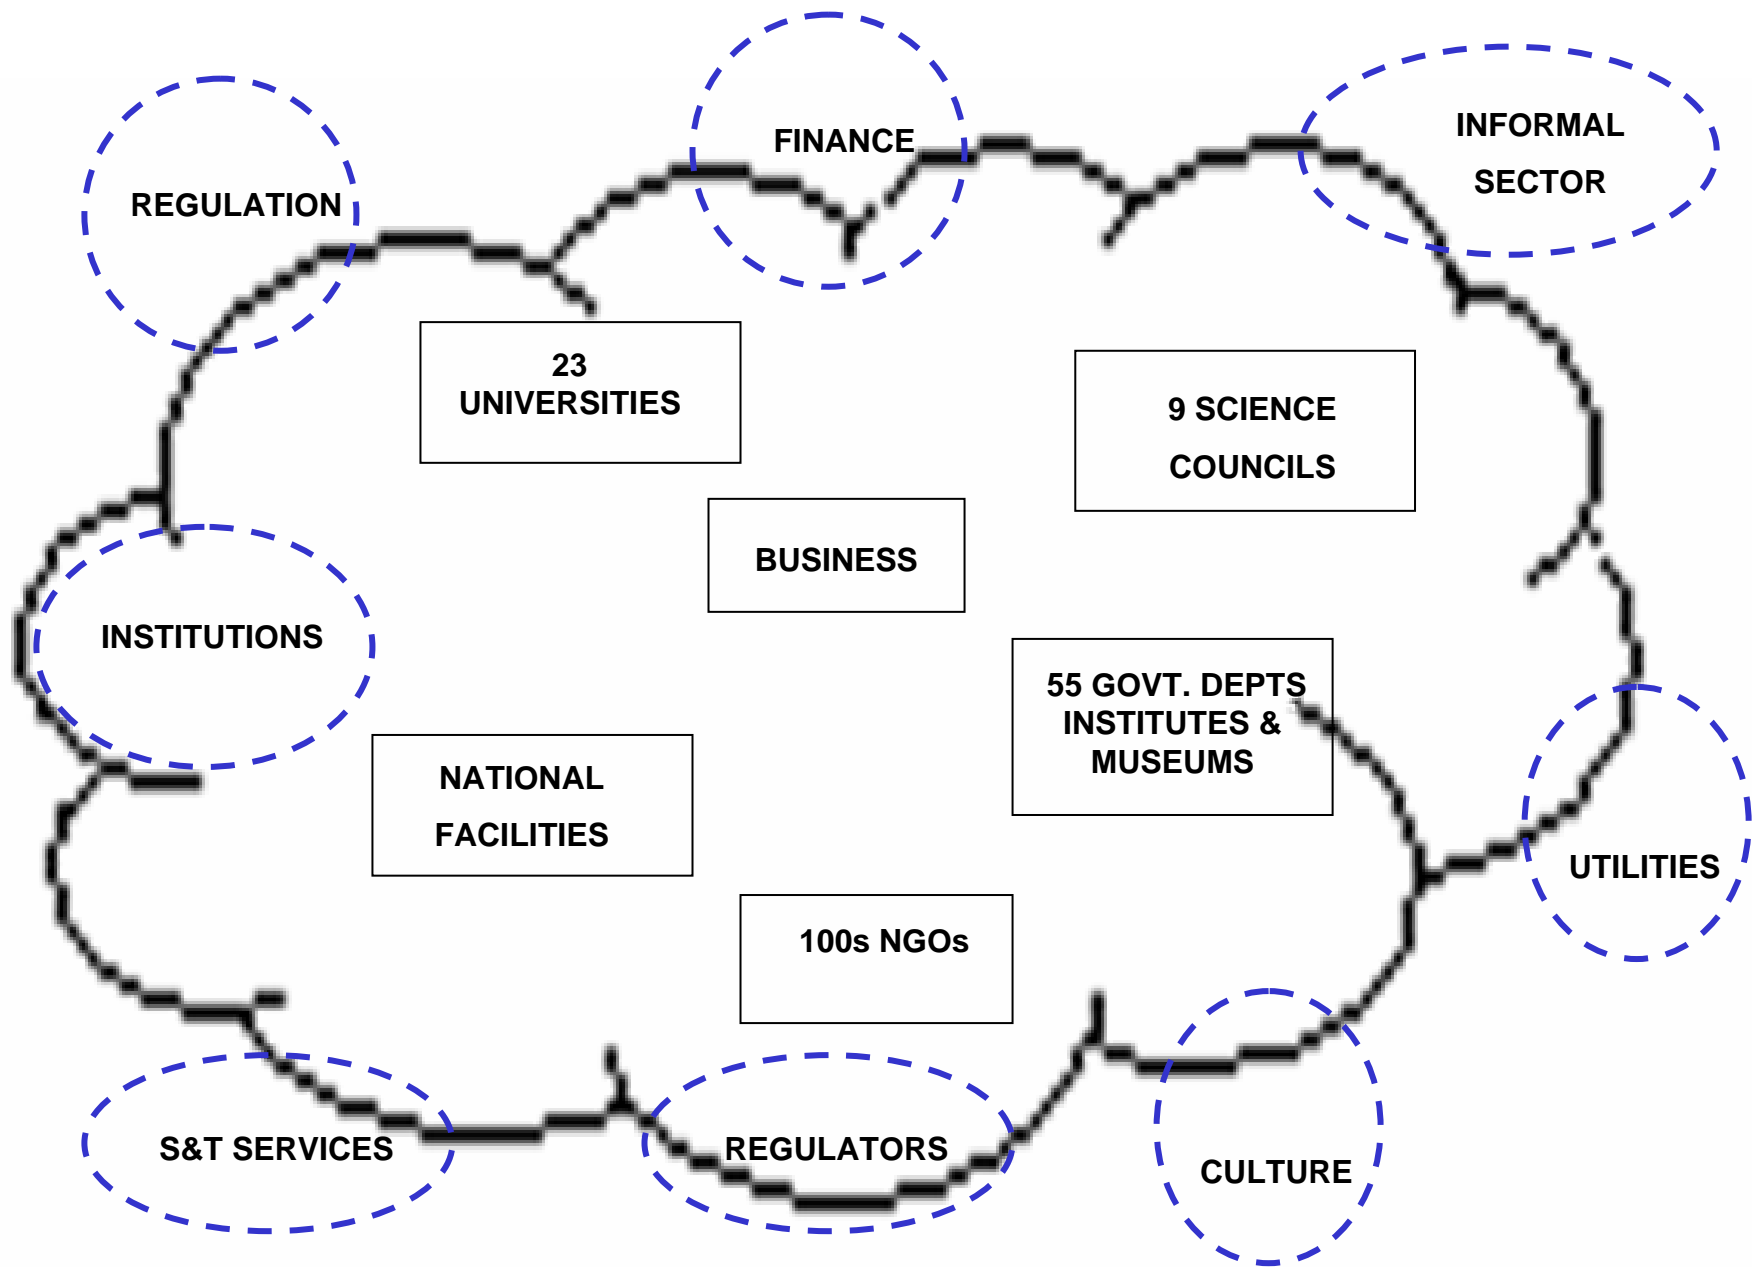 FINANCE
INFORMAL
SECTOR
REGULATION
23
UNIVERSITIES
9 SCIENCE
COUNCILS
BUSINESS
INSTITUTIONS
55 GOVT. DEPTS
INSTITUTES &
MUSEUMS
NATIONAL
FACILITIES
UTILITIES
100s NGOs
S&T SERVICES
REGULATORS
CULTURE